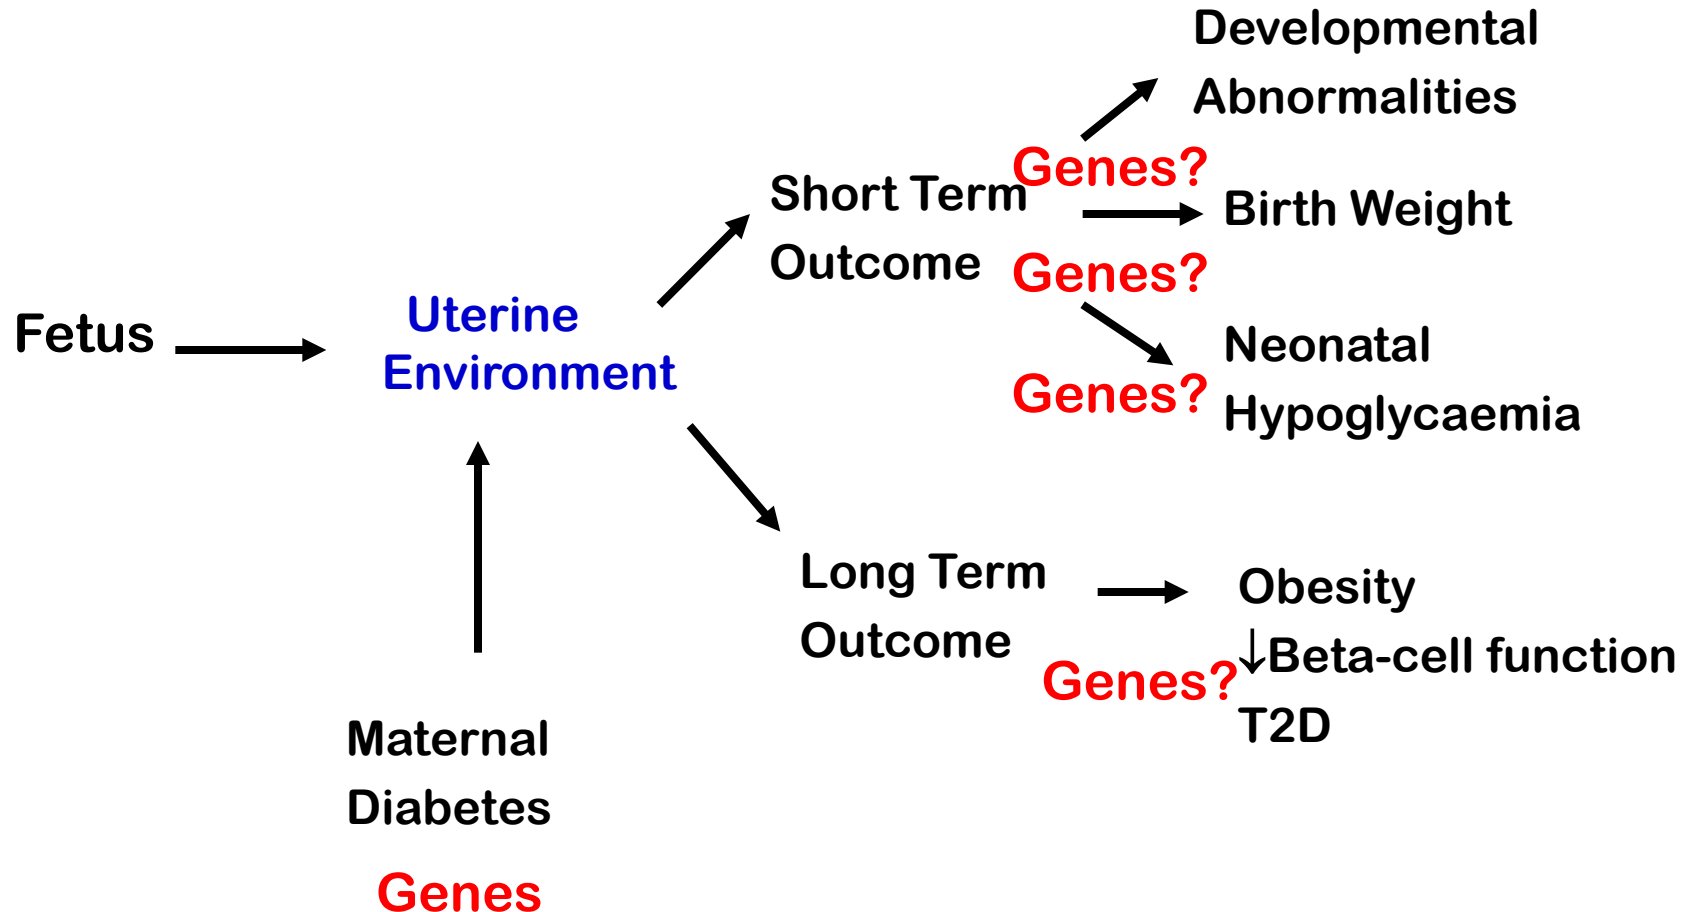 Fetus
Uterine
Environment
Maternal
Diabetes
Genes
Short Term
Outcome
Genes?
Genes?
Genes?
Developmental
Abnormalities
Birth Weight
Neonatal
Hypoglycaemia
Long Term
Outcome
Genes?
Obesity
↓Beta-cell function
T2D